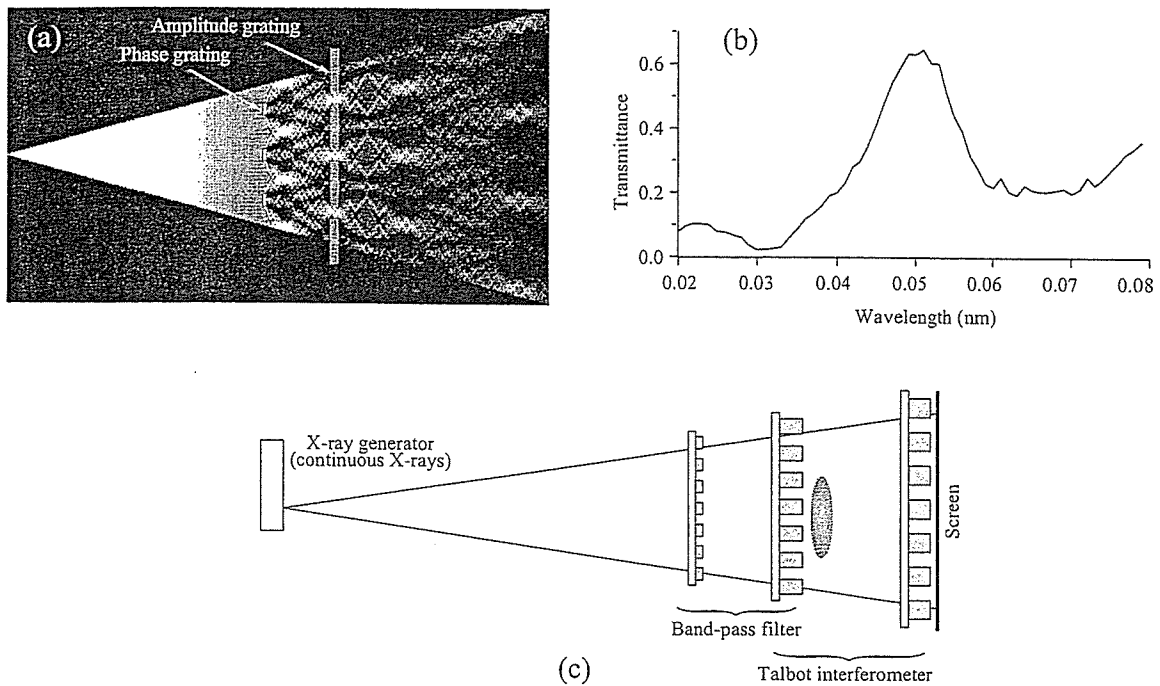 (a)
Amplitude grating
Phase grating
(b)
Transmittance
0.6
0.4
0.2
0.0
0.02 0.03 0.04 0.05 0.06 0.07 0.08
Wavelength (nm)
X-ray generator
(continuous X-rays)
Screen
Band-pass filter
Talbot interferometer
(c)